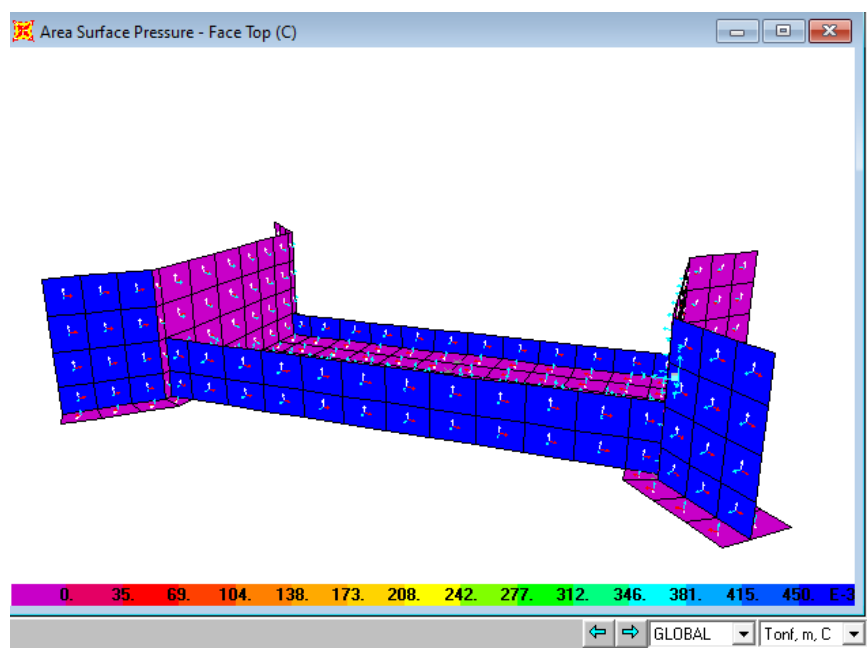 Area Surface Pressure - Face Top (C)
0. 35. 69. 104. 138. 173. 208. 242. 277. 312. 346. 381. 415. 450. E-3
GLOBAL Tonf, m, C